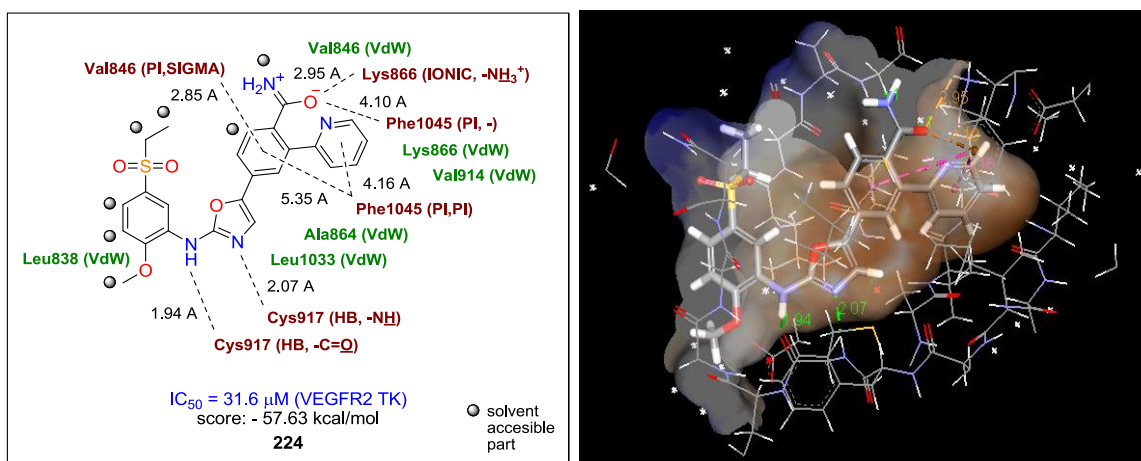 Val846 (VdW)
Val846 (PI,SIGMA)
2.95 A
Lys866 (IONIC, -NH₃⁺)
H₂N⁺
2.85 A
O⁻
4.10 A
Phe1045 (PI, -)
N
Lys866 (VdW)
O S O
Val914 (VdW)
4.16 A
5.35 A
Phe1045 (PI,PI)
O
Ala864 (VdW)
Leu838 (VdW)
N H
N
Leu1033 (VdW)
O
2.07 A
1.94 A
Cys917 (HB, -NH)
Cys917 (HB, -C=O)
IC₅₀ = 31.6 µM (VEGFR2 TK)
score: - 57.63 kcal/mol
224
solvent
accesible
part
2.95
1.94
2.07